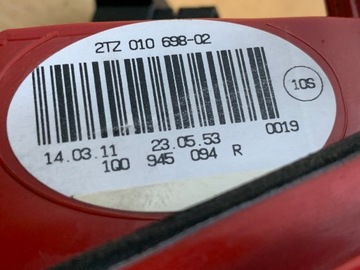 2TZ 010 698-02
10S
14.03.11 23.05.53 0019
1Q0 945 094 R